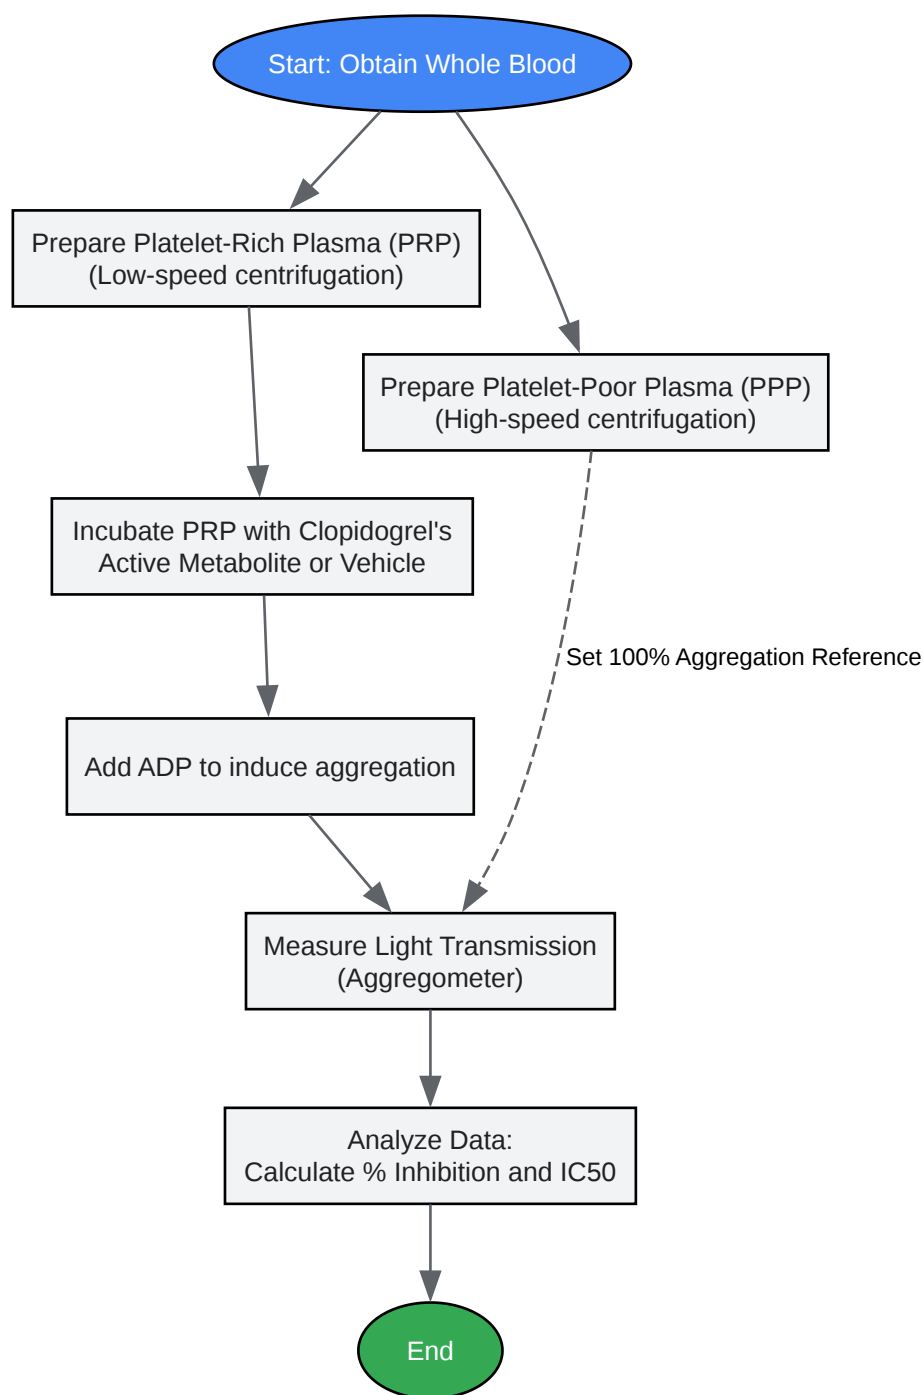 Start: Obtain Whole Blood
Prepare Platelet-Rich Plasma (PRP)
(Low-speed centrifugation)
Prepare Platelet-Poor Plasma (PPP)
(High-speed centrifugation)
Incubate PRP with Clopidogrel's
Active Metabolite or Vehicle
Set 100% Aggregation Reference
Add ADP to induce aggregation
Measure Light Transmission
(Aggregometer)
Analyze Data:
Calculate % Inhibition and IC50
End